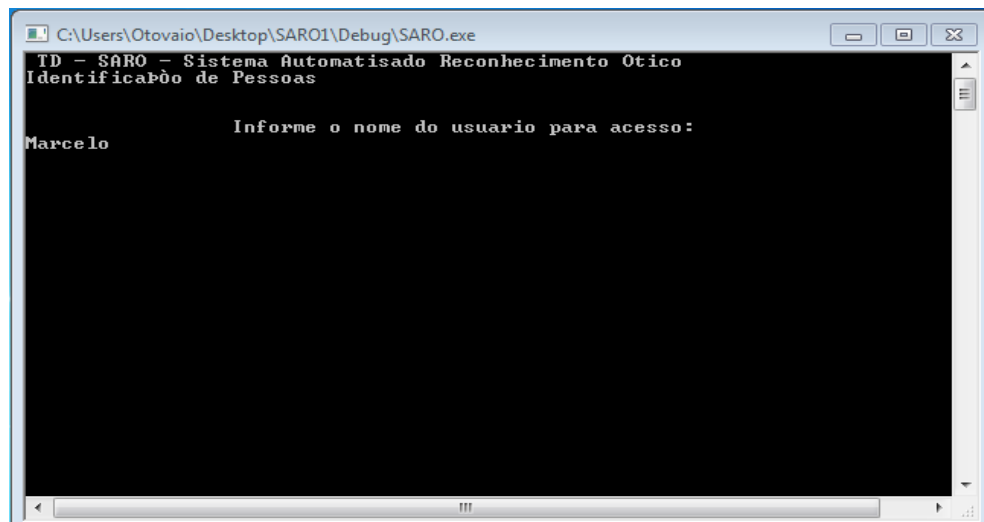 C:\Users\Otovaio\Desktop\SARO1\Debug\SARO.exe
TD - SARO - Sistema Automatisado Reconhecimento Otico
IdentificaÞòo de Pessoas
Informe o nome do usuario para acesso:
Marcelo